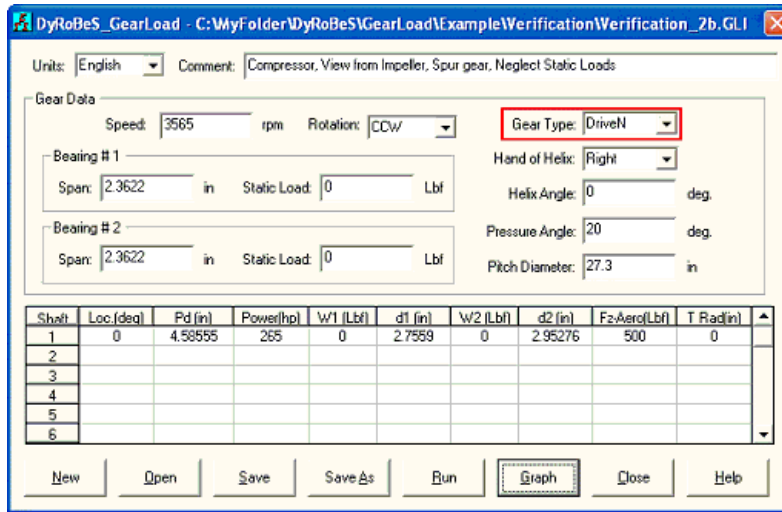 DyRoBeS_GearLoad - C:\MyFolder\DyRoBeS\GearLoad\Example\Verification\Verification_2b.GLI
Units: English Comment: Compressor, View from Impeller, Spur gear, Neglect Static Loads
Gear Data
Speed: 3565 rpm Rotation: CCW Gear Type: DriveN
Bearing # 1 Hand of Helix: Right
Span: 2.3622 in Static Load: 0 Lbf Helix Angle: 0 deg.
Bearing # 2 Pressure Angle: 20 deg.
Span: 2.3622 in Static Load: 0 Lbf Pitch Diameter: 27.3 in
Shaft Loc.(deg) Pd (in) Power(hp) W1 (Lbf) d1 (in) W2 (Lbf) d2 (in) Fz-Aero(Lbf) T Rad(in)
1 0 4.58555 265 0 2.7559 0 2.95276 500 0
2
3
4
5
6
New Open Save Save As Run Graph Close Help